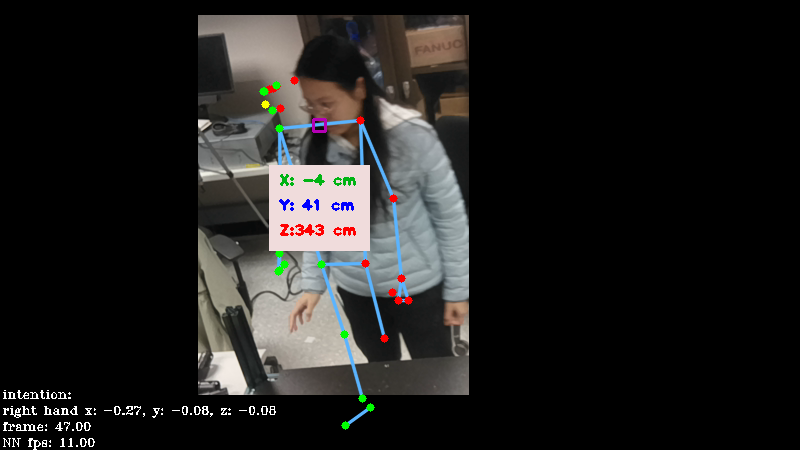 FANUC
X: -4 cm
Y: 41 cm
Z:343 cm
intention:
right hand x: -0.27, y: -0.08, z: -0.08
frame: 47.00
NN fps: 11.00